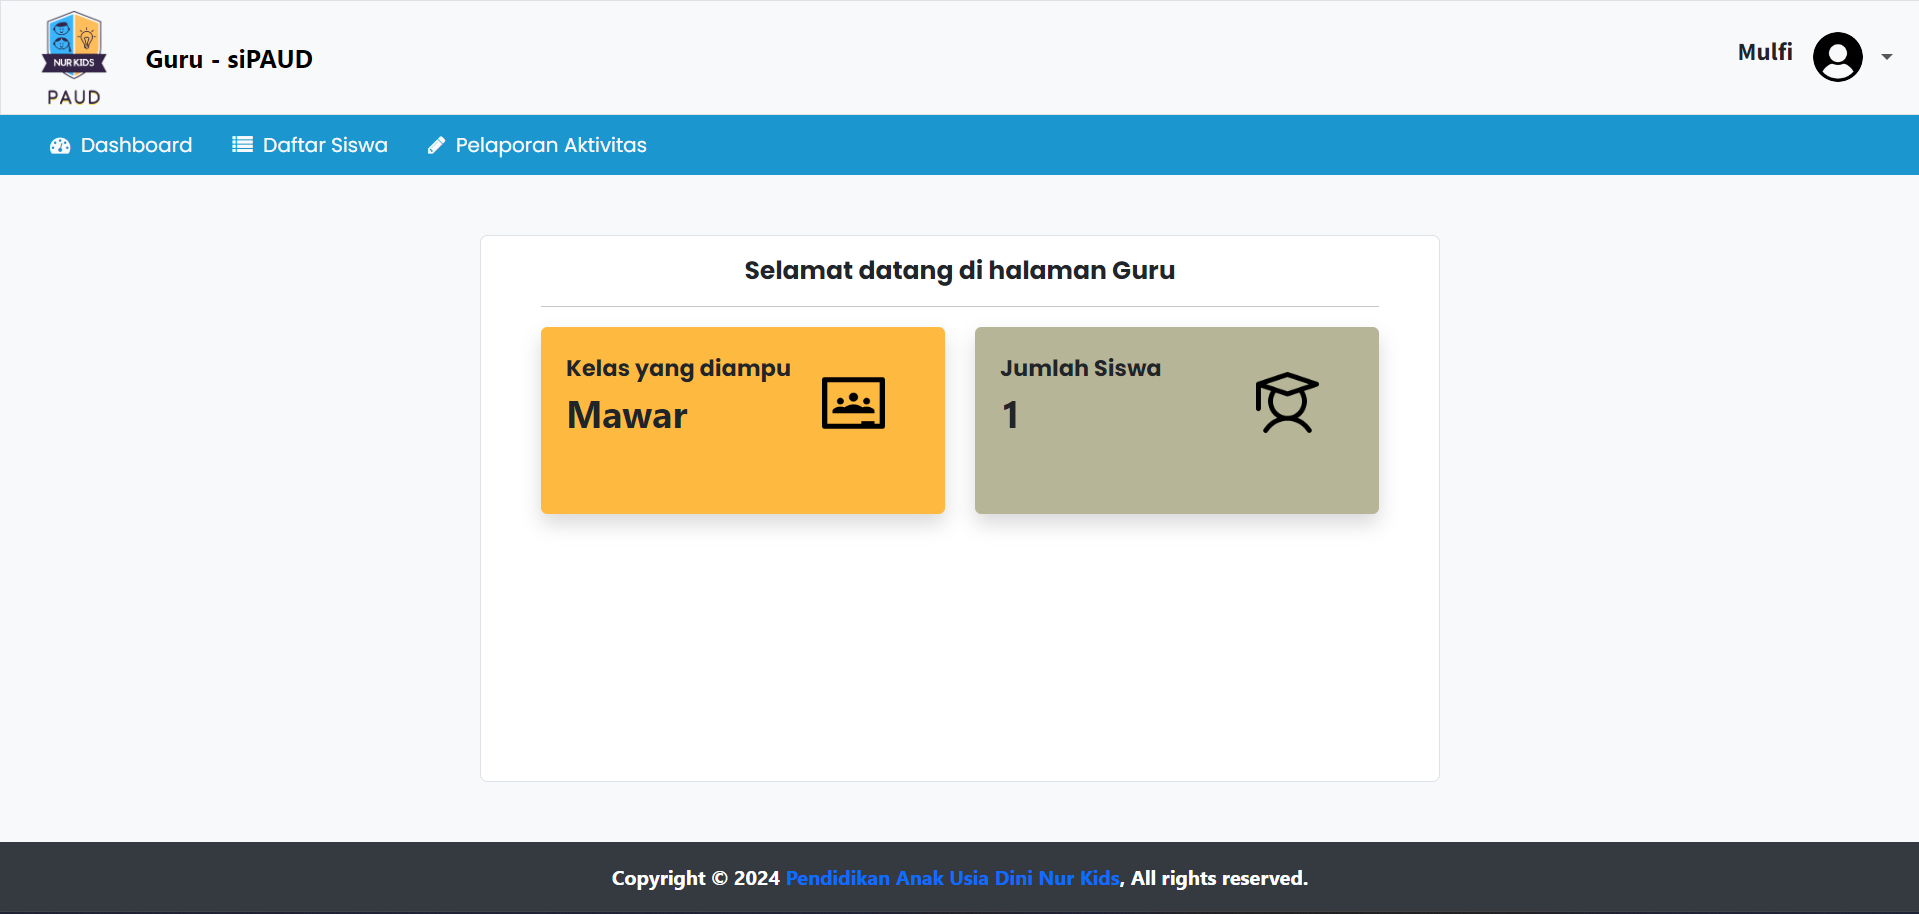 NUR KIDS
PAUD
Guru - siPAUD
Mulfi
Dashboard
Daftar Siswa
Pelaporan Aktivitas
Selamat datang di halaman Guru
Kelas yang diampu
Mawar
Jumlah Siswa
1
Copyright © 2024 Pendidikan Anak Usia Dini Nur Kids, All rights reserved.